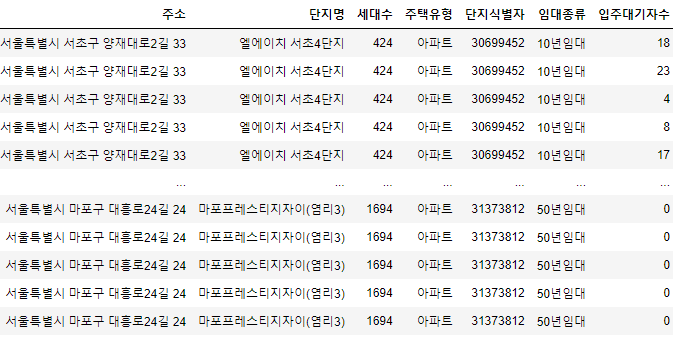 주소 단지명 세대수 주택유형 단지식별자 임대종류 입주대기자수
서울특별시 서초구 양재대로2길 33 엘에이치 서초4단지 424 아파트 30699452 10년임대 18
서울특별시 서초구 양재대로2길 33 엘에이치 서초4단지 424 아파트 30699452 10년임대 23
서울특별시 서초구 양재대로2길 33 엘에이치 서초4단지 424 아파트 30699452 10년임대 4
서울특별시 서초구 양재대로2길 33 엘에이치 서초4단지 424 아파트 30699452 10년임대 8
서울특별시 서초구 양재대로2길 33 엘에이치 서초4단지 424 아파트 30699452 10년임대 17
... ... ... ... ... ... ...
서울특별시 마포구 대흥로24길 24 마포프레스티지자이(염리3) 1694 아파트 31373812 50년임대 0
서울특별시 마포구 대흥로24길 24 마포프레스티지자이(염리3) 1694 아파트 31373812 50년임대 0
서울특별시 마포구 대흥로24길 24 마포프레스티지자이(염리3) 1694 아파트 31373812 50년임대 0
서울특별시 마포구 대흥로24길 24 마포프레스티지자이(염리3) 1694 아파트 31373812 50년임대 0
서울특별시 마포구 대흥로24길 24 마포프레스티지자이(염리3) 1694 아파트 31373812 50년임대 0